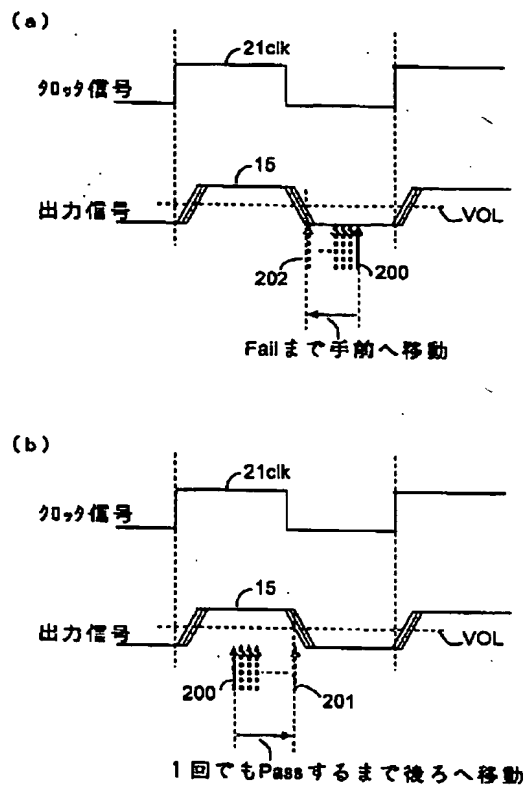 (a)
21clk
クロック信号
15
出力信号
VOL
202
200
Failまで手前へ移動
(b)
21clk
クロック信号
15
出力信号
VOL
200
201
1回でもPassするまで後ろへ移動